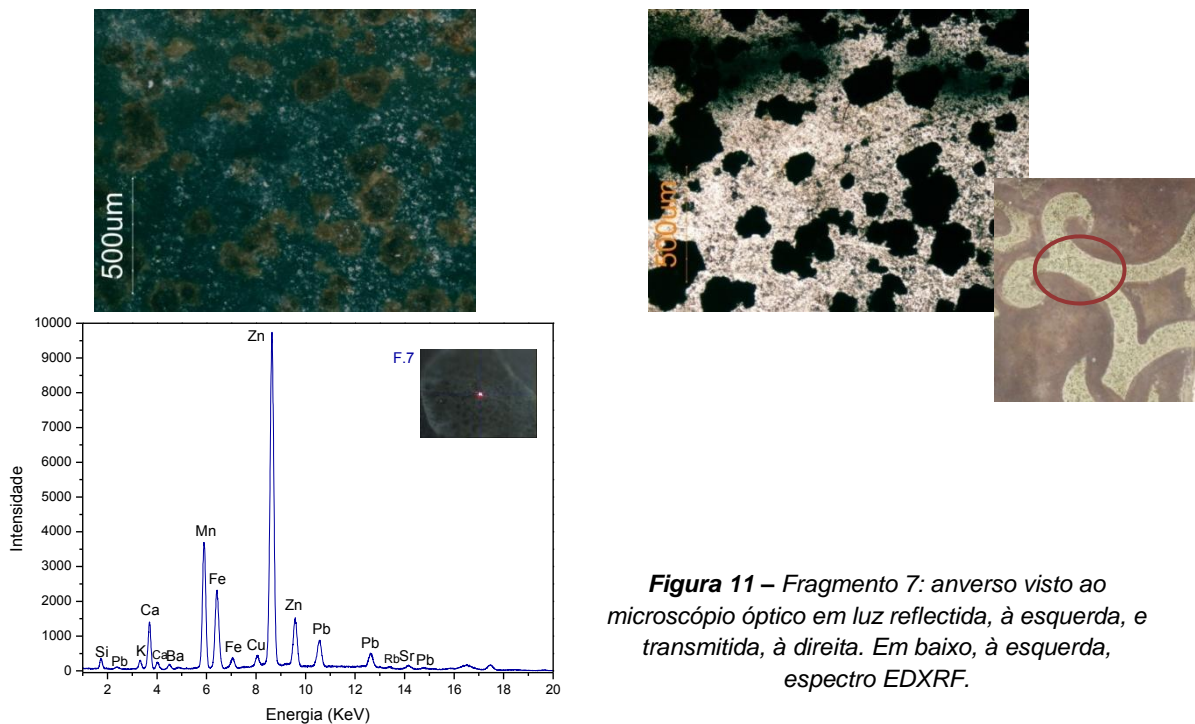 500um
500um
10000
9000
8000
7000
6000
5000
4000
3000
2000
1000
0
Intensidade
Zn
F.7
Mn
Fe
Ca
Zn
Pb
Si
Pb
K
Ca
Ba
Fe
Cu
Pb
Rb
Sr
Pb
2 4 6 8 10 12 14 16 18 20
Energia (KeV)
Figura 11 – Fragmento 7: anverso visto ao
microscópio óptico em luz reflectida, à esquerda, e
transmitida, à direita. Em baixo, à esquerda,
espectro EDXRF.